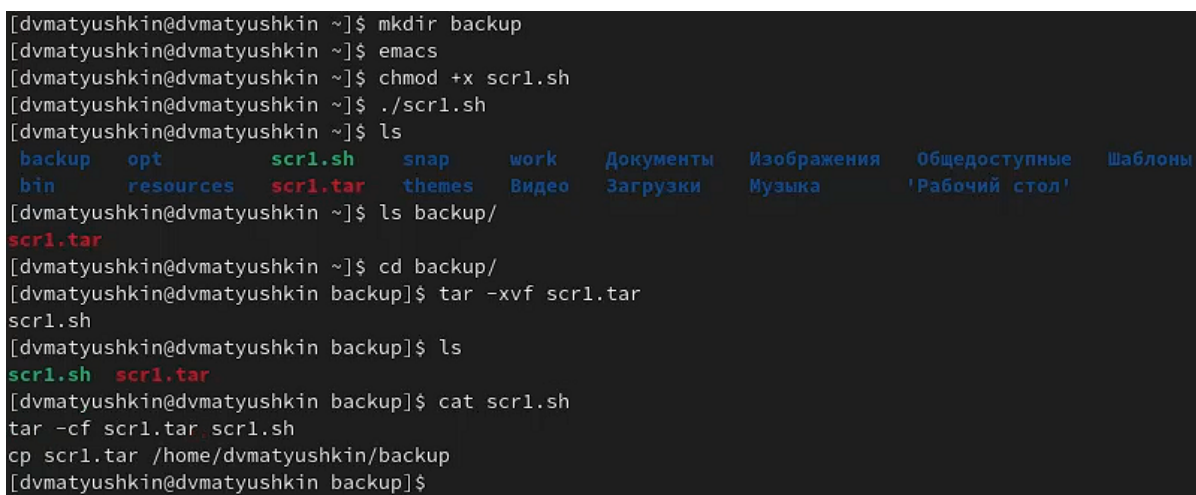 [dvmatyushkin@dvmatyushkin ~]$ mkdir backup
[dvmatyushkin@dvmatyushkin ~]$ emacs
[dvmatyushkin@dvmatyushkin ~]$ chmod +x scr1.sh
[dvmatyushkin@dvmatyushkin ~]$ ./scr1.sh
[dvmatyushkin@dvmatyushkin ~]$ ls
backup opt scr1.sh snap work Документы Изображения Общедоступные Шаблоны
bin resources scr1.tar themes Видео Загрузки Музыка 'Рабочий стол'
[dvmatyushkin@dvmatyushkin ~]$ ls backup/
scr1.tar
[dvmatyushkin@dvmatyushkin ~]$ cd backup/
[dvmatyushkin@dvmatyushkin backup]$ tar -xvf scr1.tar
scr1.sh
[dvmatyushkin@dvmatyushkin backup]$ ls
scr1.sh scr1.tar
[dvmatyushkin@dvmatyushkin backup]$ cat scr1.sh
tar -cf scr1.tar scr1.sh
cp scr1.tar /home/dvmatyushkin/backup
[dvmatyushkin@dvmatyushkin backup]$